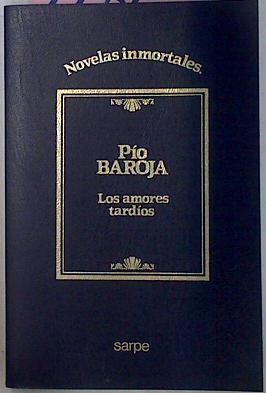 Novelas inmortales.
Pío
BAROJA
Los amores
tardíos
sarpe